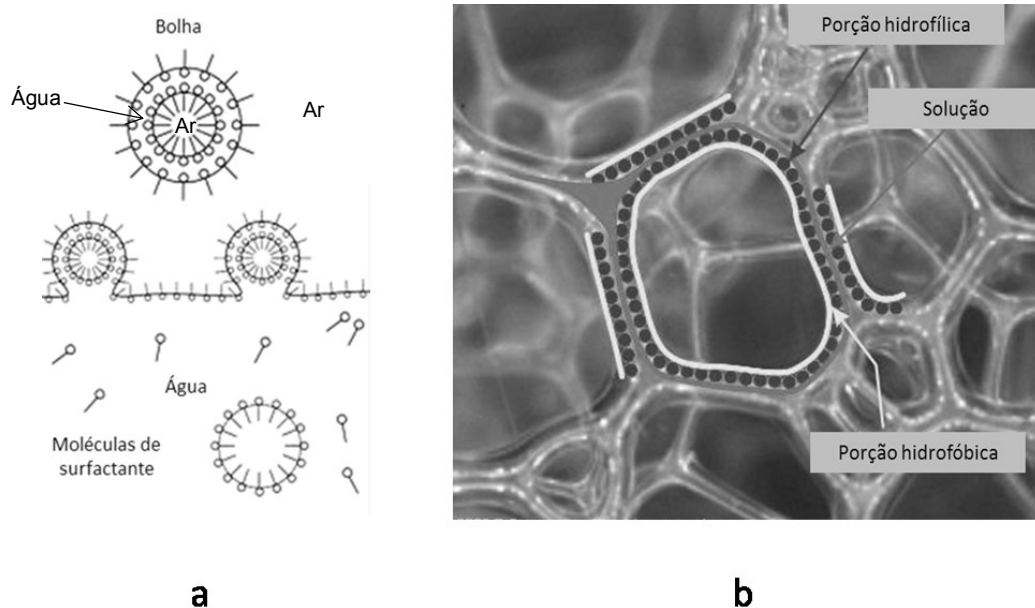 Bolha
Água
Ar
Ar
Água
Moléculas de
surfactante
a
Porção hidrofílica
Solução
Porção hidrofóbica
b